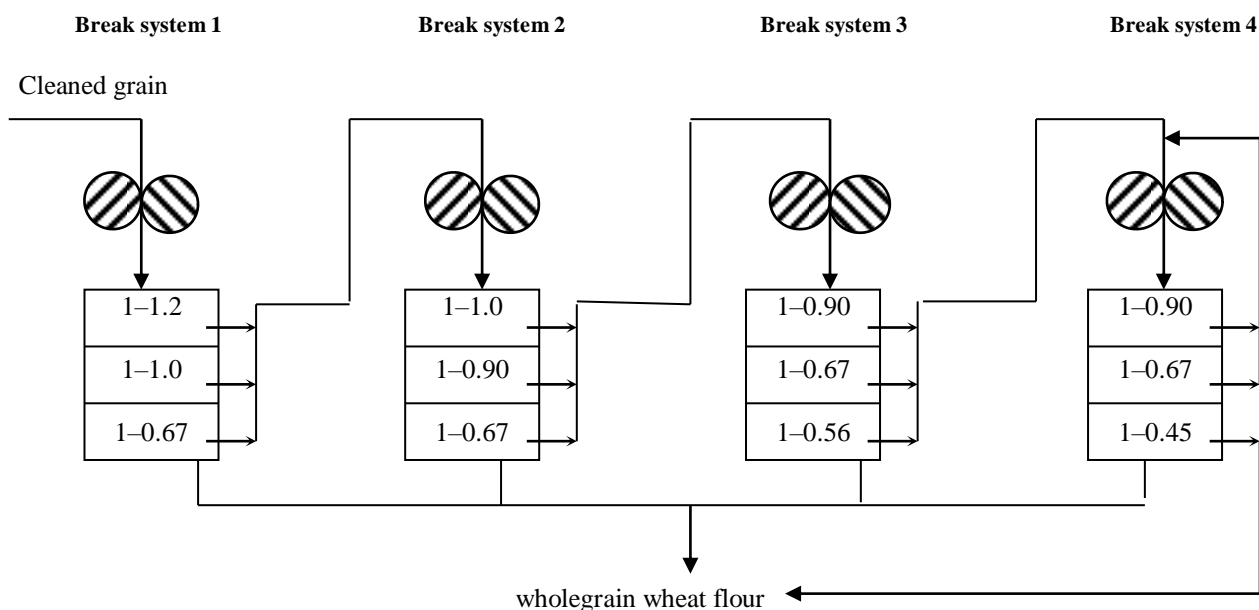 Break system 1 Break system 2 Break system 3 Break system 4
Cleaned grain
1–1.2 1–1.0 1–0.90 1–0.90
1–1.0 1–0.90 1–0.67 1–0.67
1–0.67 1–0.67 1–0.56 1–0.45
wholegrain wheat flour